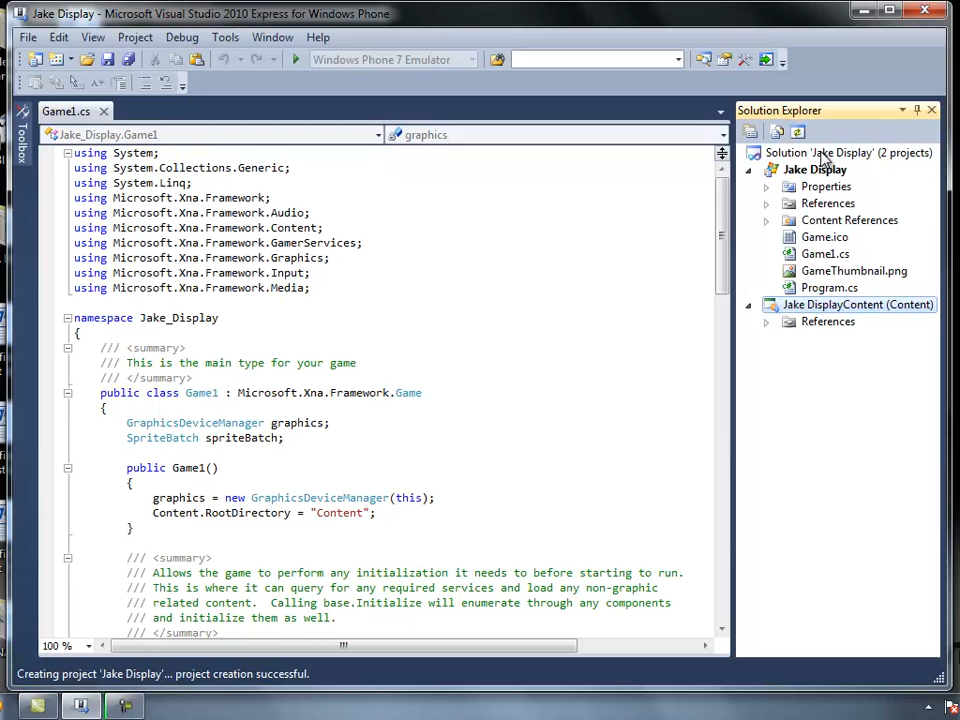 Jake Display - Microsoft Visual Studio 2010 Express for Windows Phone
File Edit View Project Debug Tools Window Help
Windows Phone 7 Emulator
Game1.cs
Solution Explorer
Toolbox
Jake_Display.Game1
graphics
using System;
using System.Collections.Generic;
using System.Linq;
using Microsoft.Xna.Framework;
using Microsoft.Xna.Framework.Audio;
using Microsoft.Xna.Framework.Content;
using Microsoft.Xna.Framework.GamerServices;
using Microsoft.Xna.Framework.Graphics;
using Microsoft.Xna.Framework.Input;
using Microsoft.Xna.Framework.Media;
namespace Jake_Display
{
/// <summary>
/// This is the main type for your game
/// </summary>
public class Game1 : Microsoft.Xna.Framework.Game
{
GraphicsDeviceManager graphics;
SpriteBatch spriteBatch;
public Game1()
{
graphics = new GraphicsDeviceManager(this);
Content.RootDirectory = "Content";
}
/// <summary>
/// Allows the game to perform any initialization it needs to before starting to run.
/// This is where it can query for any required services and load any non-graphic
/// related content.  Calling base.Initialize will enumerate through any components
/// and initialize them as well.
/// </summary>
100 %
Solution 'Jake Display' (2 projects)
Jake Display
Properties
References
Content References
Game.ico
Game1.cs
GameThumbnail.png
Program.cs
Jake DisplayContent (Content)
References
Creating project 'Jake Display'... project creation successful.